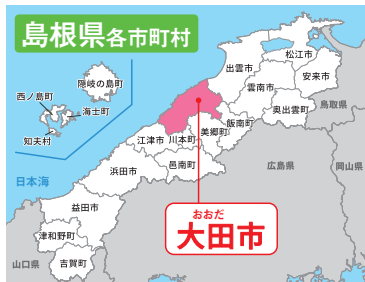 島根県各市町村
隠岐の島町
西ノ島町
海士町
知夫村
日本海
松江市
出雲市
安来市
雲南市
奥出雲町
鳥取県
飯南町
美郷町
江津市
川本町
邑南町
浜田市
広島県
岡山県
益田市
津和野町
吉賀町
山口県
おおだ
大田市